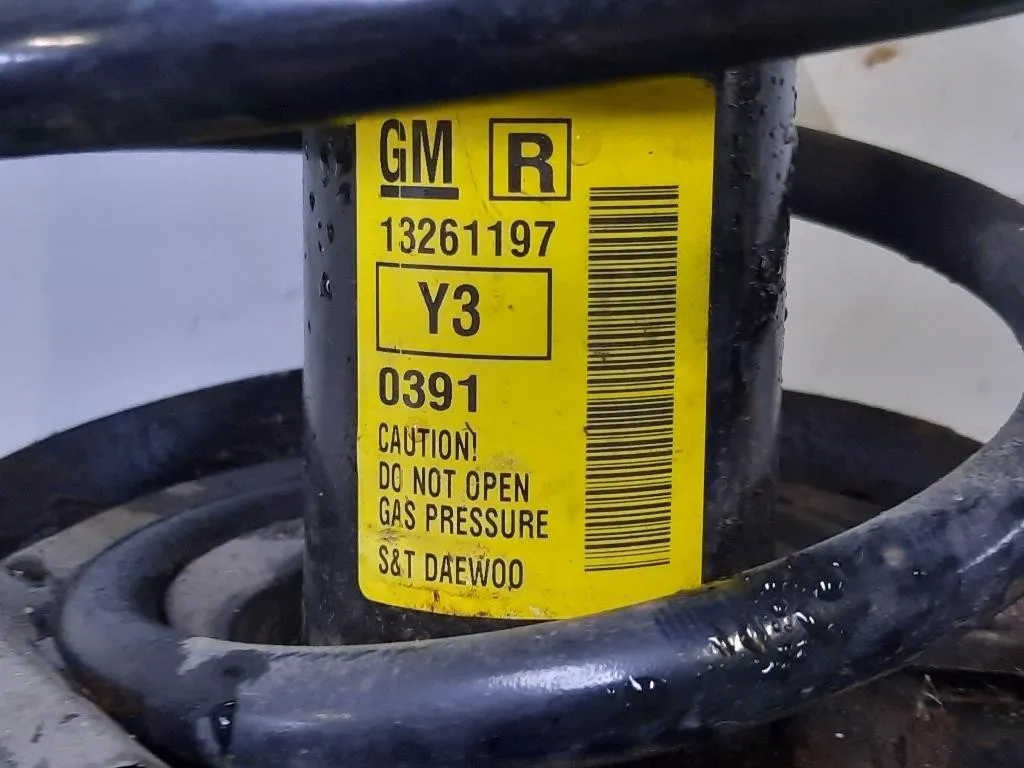 GM R
13261197
Y3
0391
CAUTION!
DO NOT OPEN
GAS PRESSURE
S&T DAEWOO